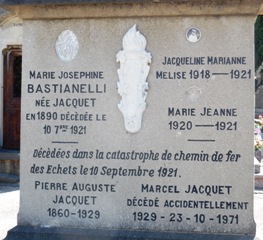 MARIE JOSEPHINE
BASTIANELLI
NÉE JACQUET
EN 1890 DÉCÉDÉE LE
10 7BRE 1921
JACQUELINE MARIANNE
MELISE 1918 — 1921
MARIE JEANNE
1920 — 1921
Décèdées dans la catastrophe de chemin de fer
des Echets le 10 Septembre 1921.
PIERRE AUGUSTE
JACQUET
1860-1929
MARCEL JACQUET
DÉCÉDÉ ACCIDENTELLEMENT
1929 - 23-10-1971